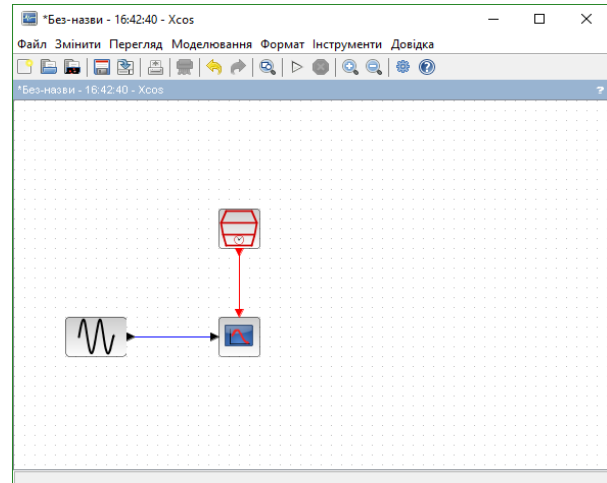 *Без-назви - 16:42:40 - Xcos
Файл Змінити Перегляд Моделювання Формат Інструменти Довідка
*Без-назви - 16:42:40 - Xcos ?